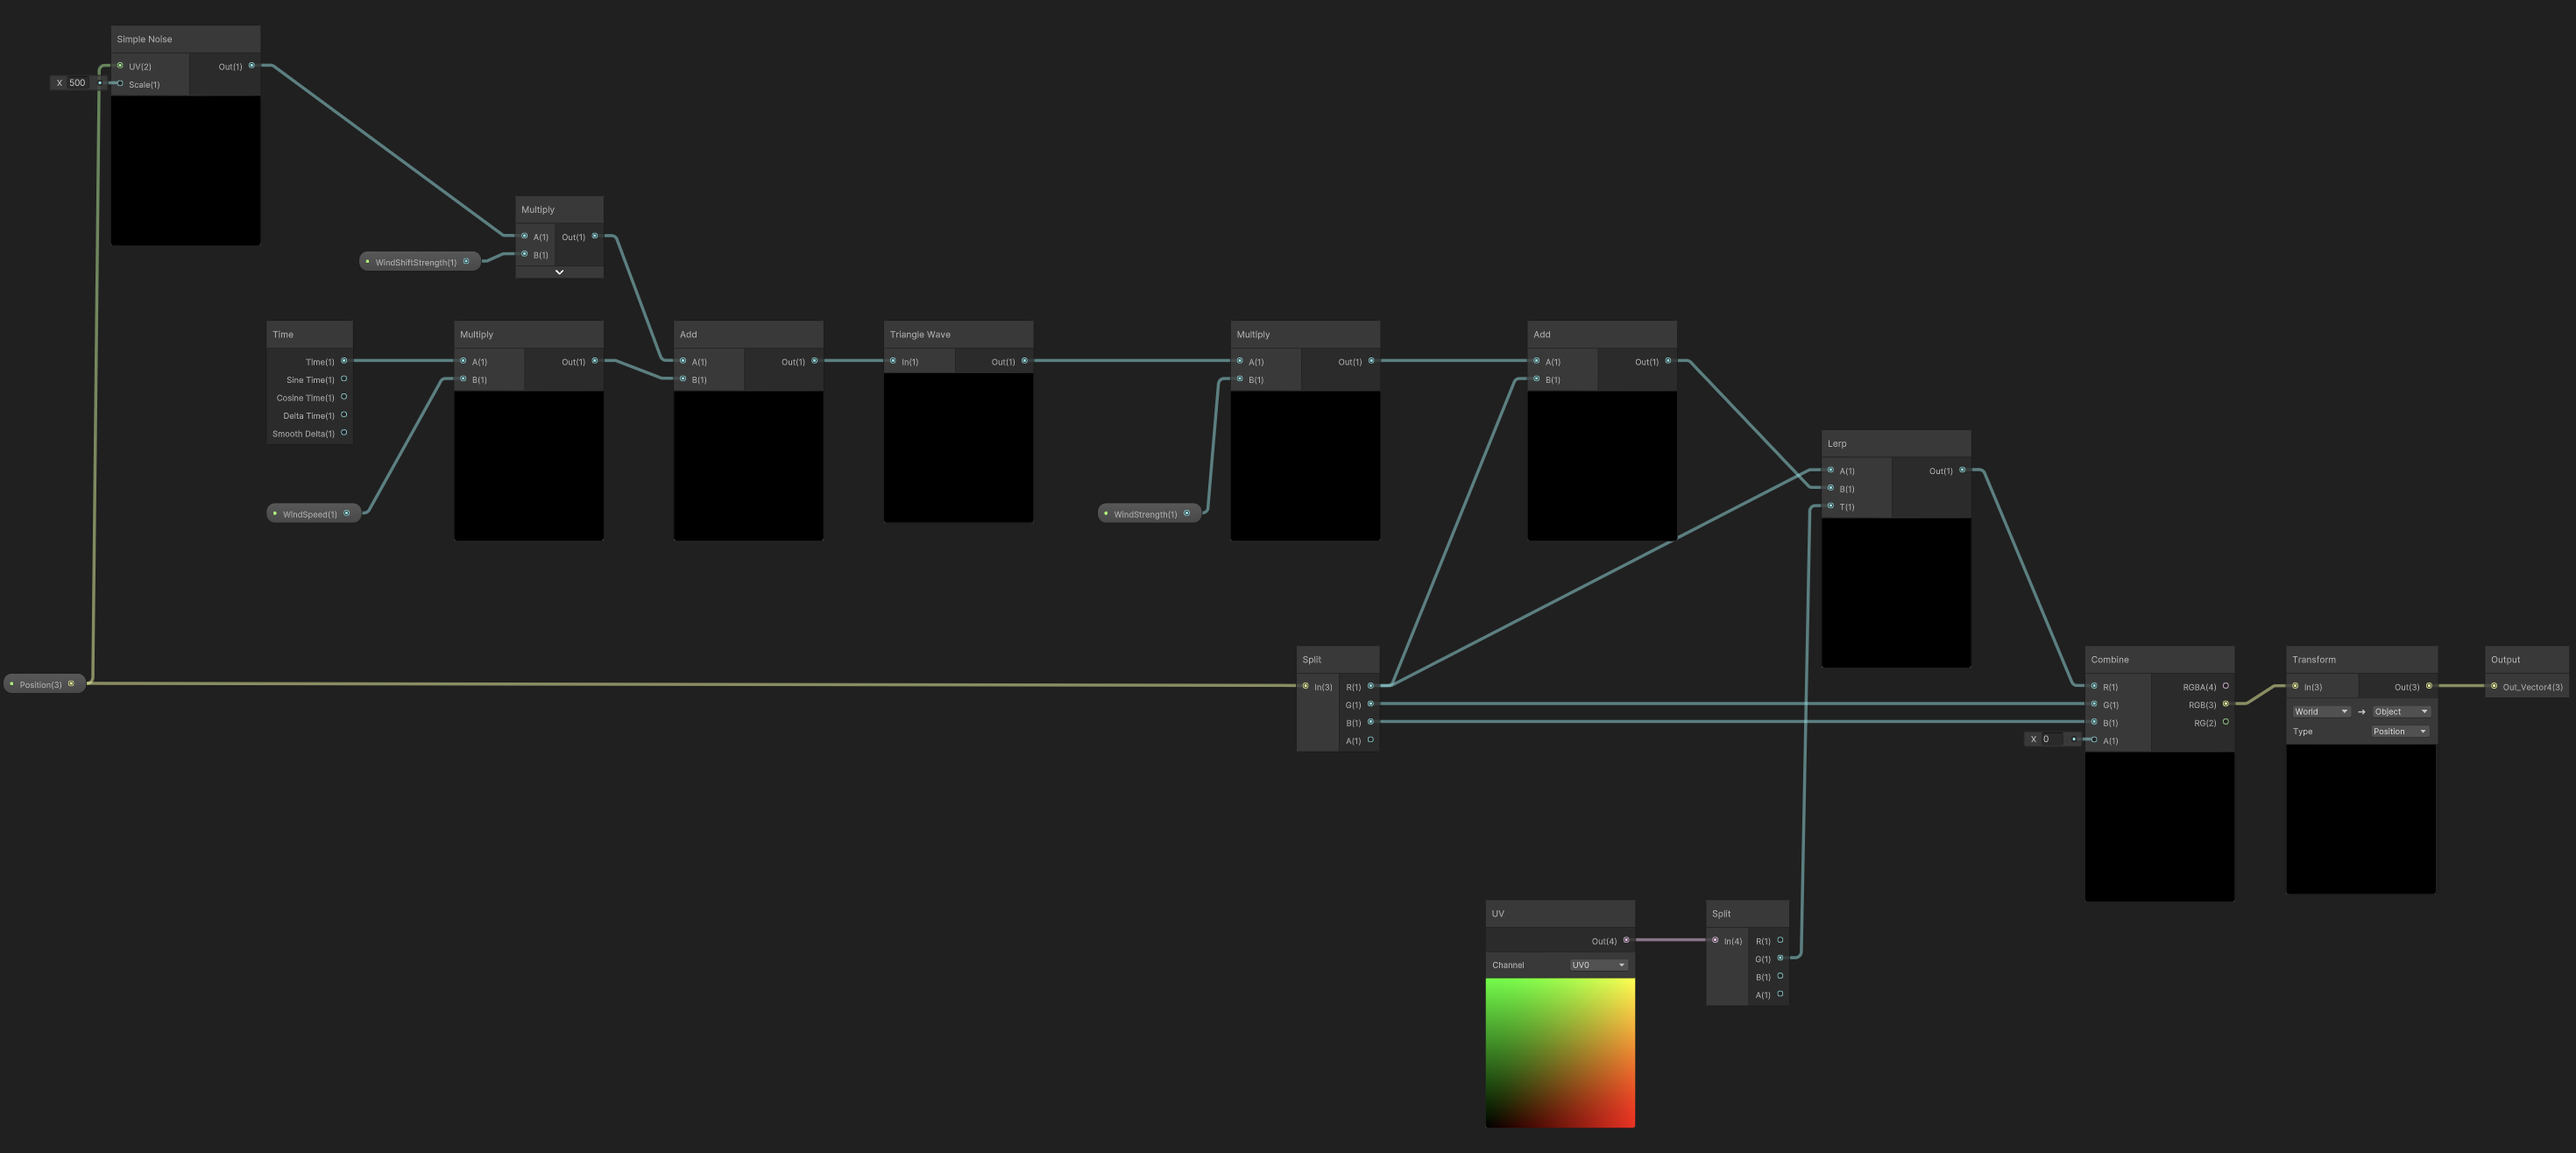 Simple Noise
UV(2)
Out(1)
X 500
Scale(1)
Multiply
A(1)
Out(1)
B(1)
WindShiftStrength(1)
Time
Time(1)
Sine Time(1)
Cosine Time(1)
Delta Time(1)
Smooth Delta(1)
WindSpeed(1)
Multiply
A(1)
Out(1)
B(1)
Add
A(1)
Out(1)
B(1)
Triangle Wave
In(1)
Out(1)
WindStrength(1)
Multiply
A(1)
Out(1)
B(1)
Add
A(1)
Out(1)
B(1)
Lerp
A(1)
Out(1)
B(1)
T(1)
Position(3)
Split
In(3)
R(1)
G(1)
B(1)
A(1)
X 0
Combine
R(1)
RGBA(4)
G(1)
RGB(3)
B(1)
RG(2)
A(1)
Transform
In(3)
Out(3)
World
Object
Type
Position
Output
Out_Vector4(3)
UV
Out(4)
Channel
UV0
Split
In(4)
R(1)
G(1)
B(1)
A(1)